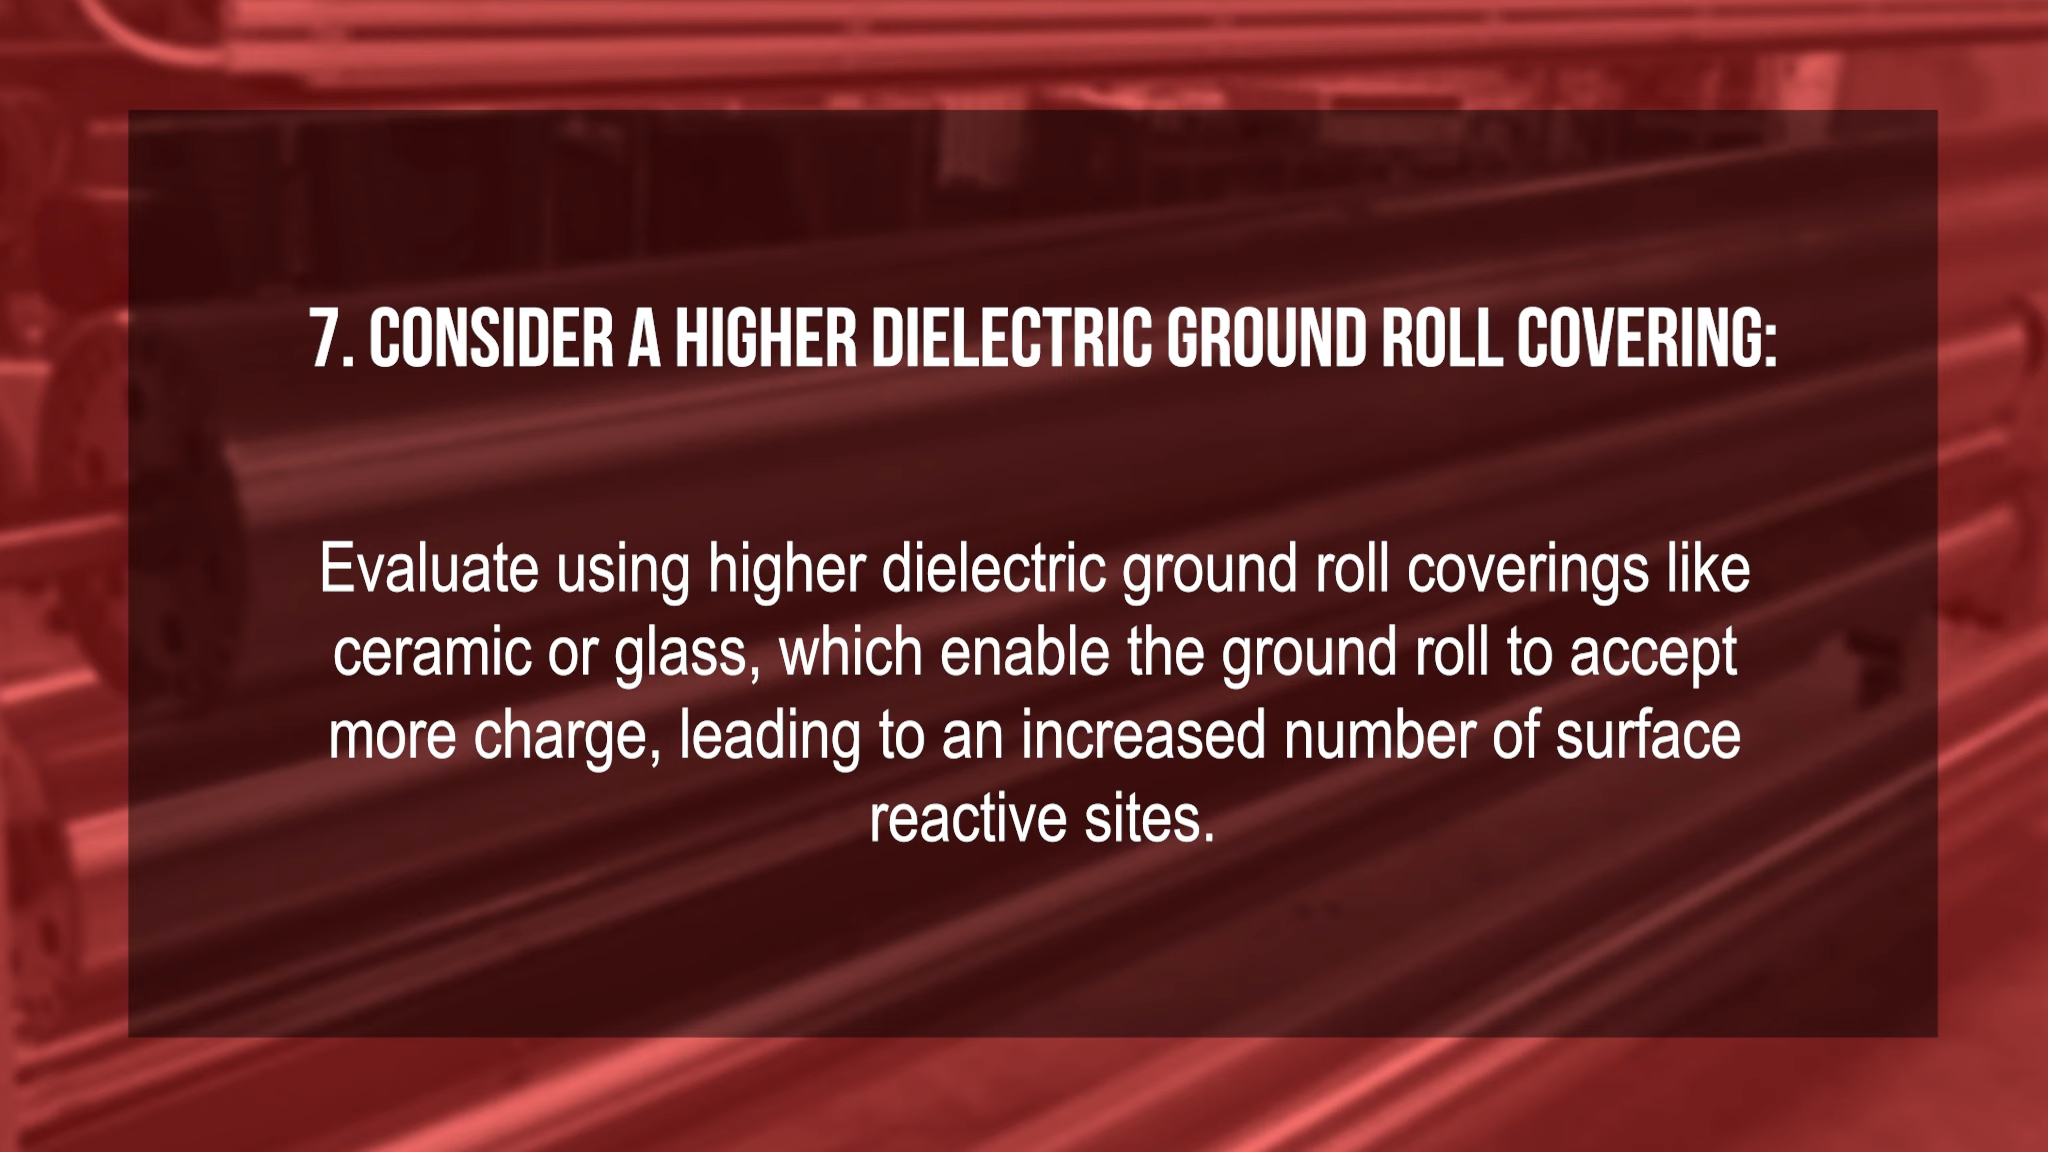 7. CONSIDER A HIGHER DIELECTRIC GROUND ROLL COVERING:
Evaluate using higher dielectric ground roll coverings like
ceramic or glass, which enable the ground roll to accept
more charge, leading to an increased number of surface
reactive sites.